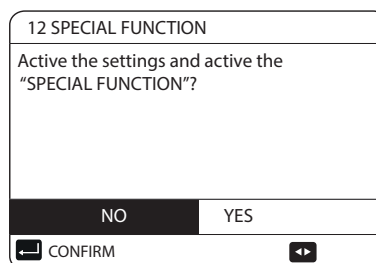 12 SPECIAL FUNCTION
Active the settings and active the
“SPECIAL FUNCTION”?
NO YES
CONFIRM